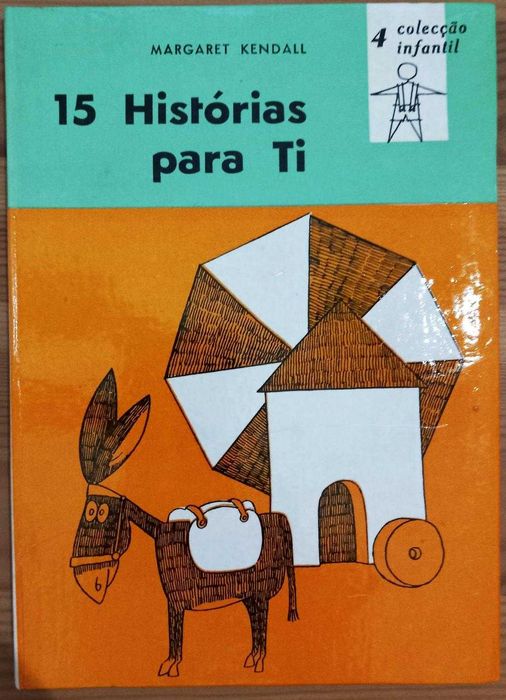 MARGARET KENDALL
15 Histórias
para Ti
4 colecção
infantil